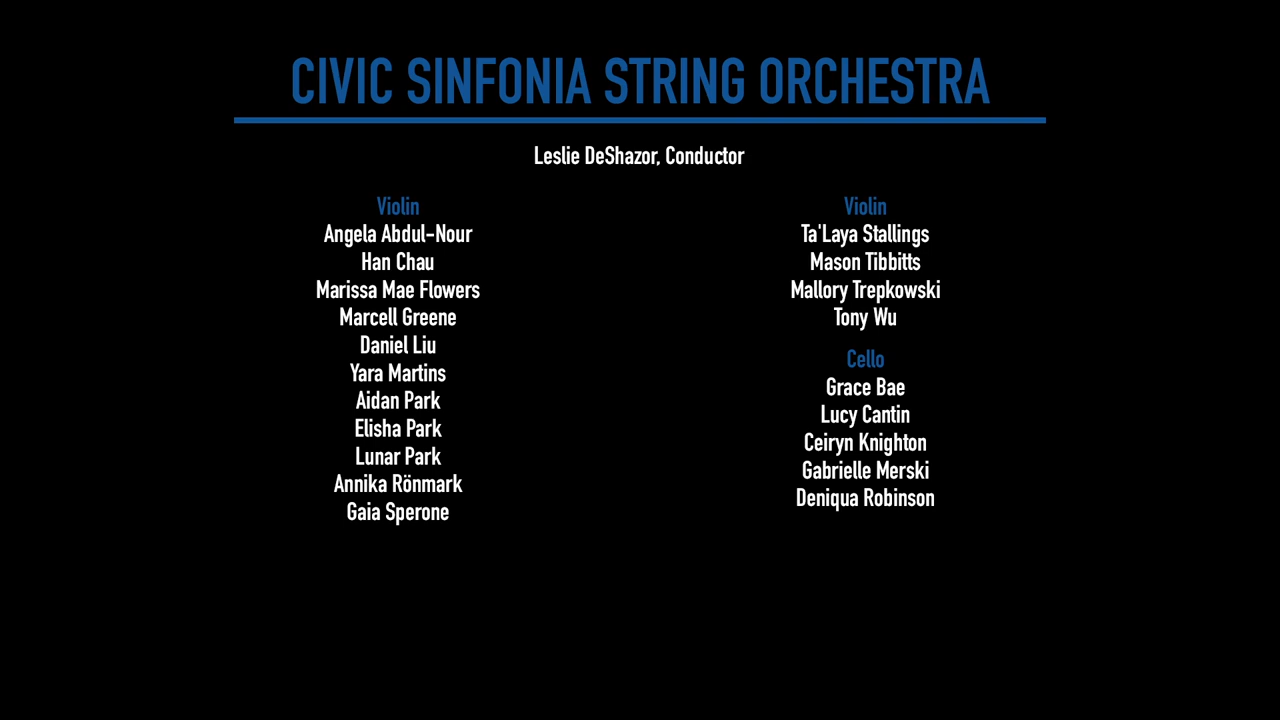 CIVIC SINFONIA STRING ORCHESTRA
Leslie DeShazor, Conductor
Violin
Angela Abdul-Nour
Han Chau
Marissa Mae Flowers
Marcell Greene
Daniel Liu
Yara Martins
Aidan Park
Elisha Park
Lunar Park
Annika Rönmark
Gaia Sperone
Violin
Ta'Laya Stallings
Mason Tibbitts
Mallory Trepkowski
Tony Wu
Cello
Grace Bae
Lucy Cantin
Ceiryn Knighton
Gabrielle Merski
Deniqua Robinson